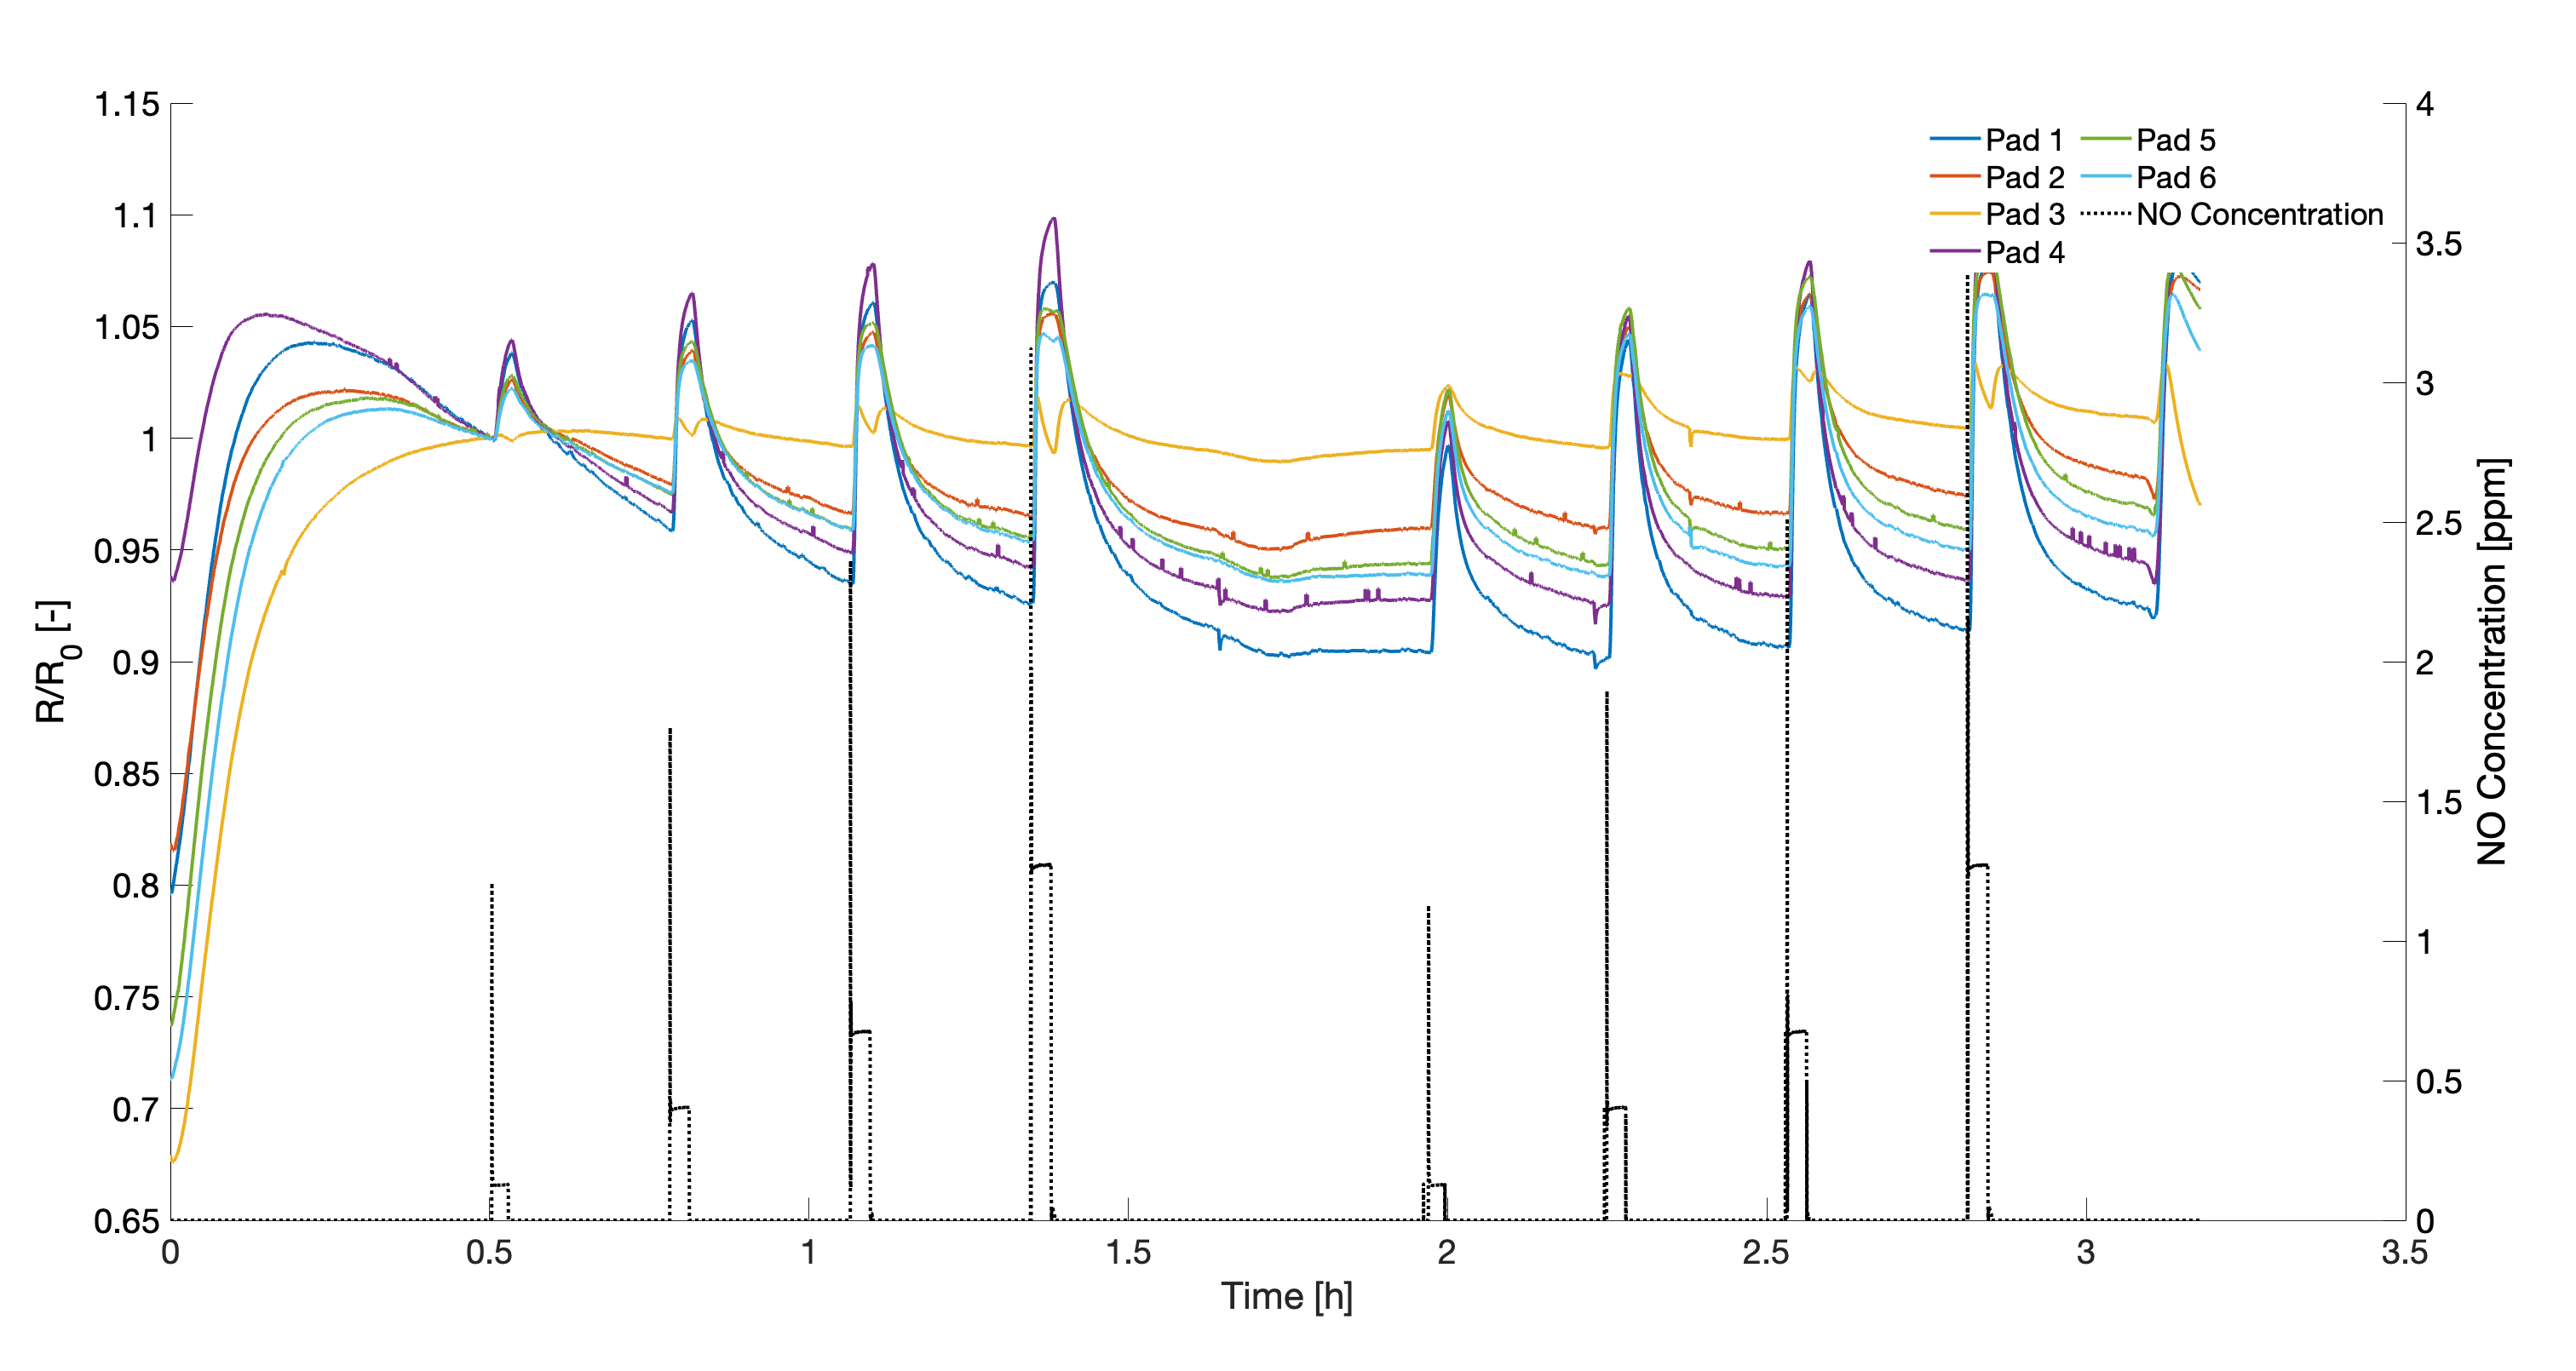 1.15
1.1
1.05
1
0.95
0.9
0.85
0.8
0.75
0.7
0.65
R/R0 [-]
0
0.5
1
1.5
2
2.5
3
3.5
Time [h]
4
3.5
3
2.5
2
1.5
1
0.5
0
NO Concentration [ppm]
Pad 1
Pad 2
Pad 3
Pad 4
Pad 5
Pad 6
NO Concentration